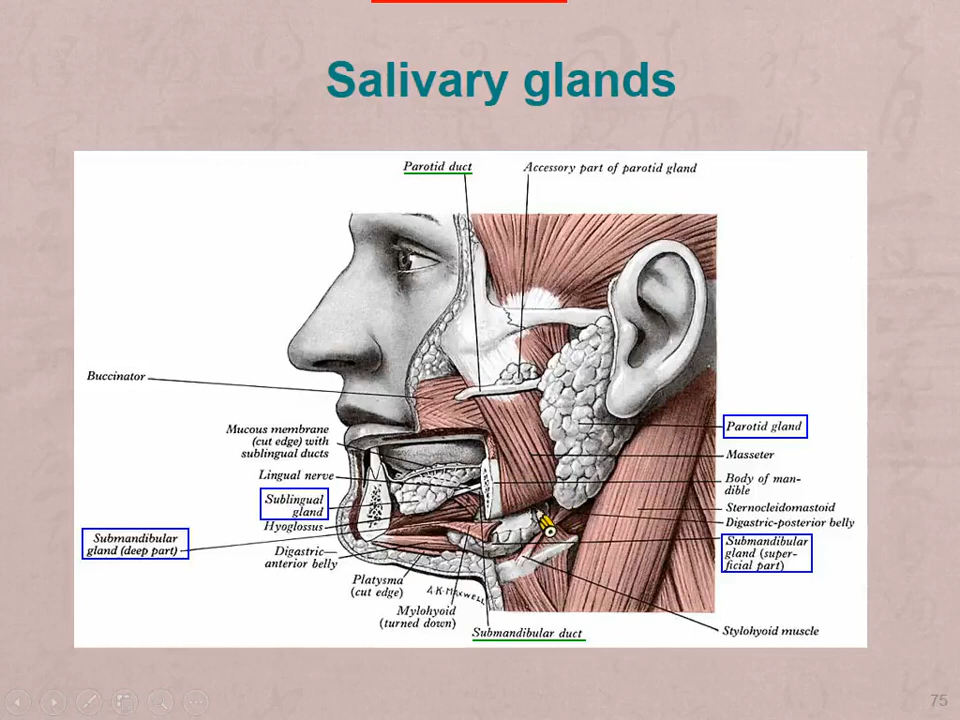 Salivary glands
Parotid duct
Accessory part of parotid gland
Buccinator
Mucous membrane
(cut edge) with
sublingual ducts
Lingual nerve
Sublingual
gland
Hyoglossus
Submandibular
gland (deep part)
Digastric—
anterior belly
Platysma
(cut edge)
A·K·MAXWELL
Mylohyoid
(turned down)
Submandibular duct
Parotid gland
Masseter
Body of man-
dible
Sternocleidomastoid
Digastric-posterior belly
Submandibular
gland (super-
ficial part)
Stylohyoid muscle
75